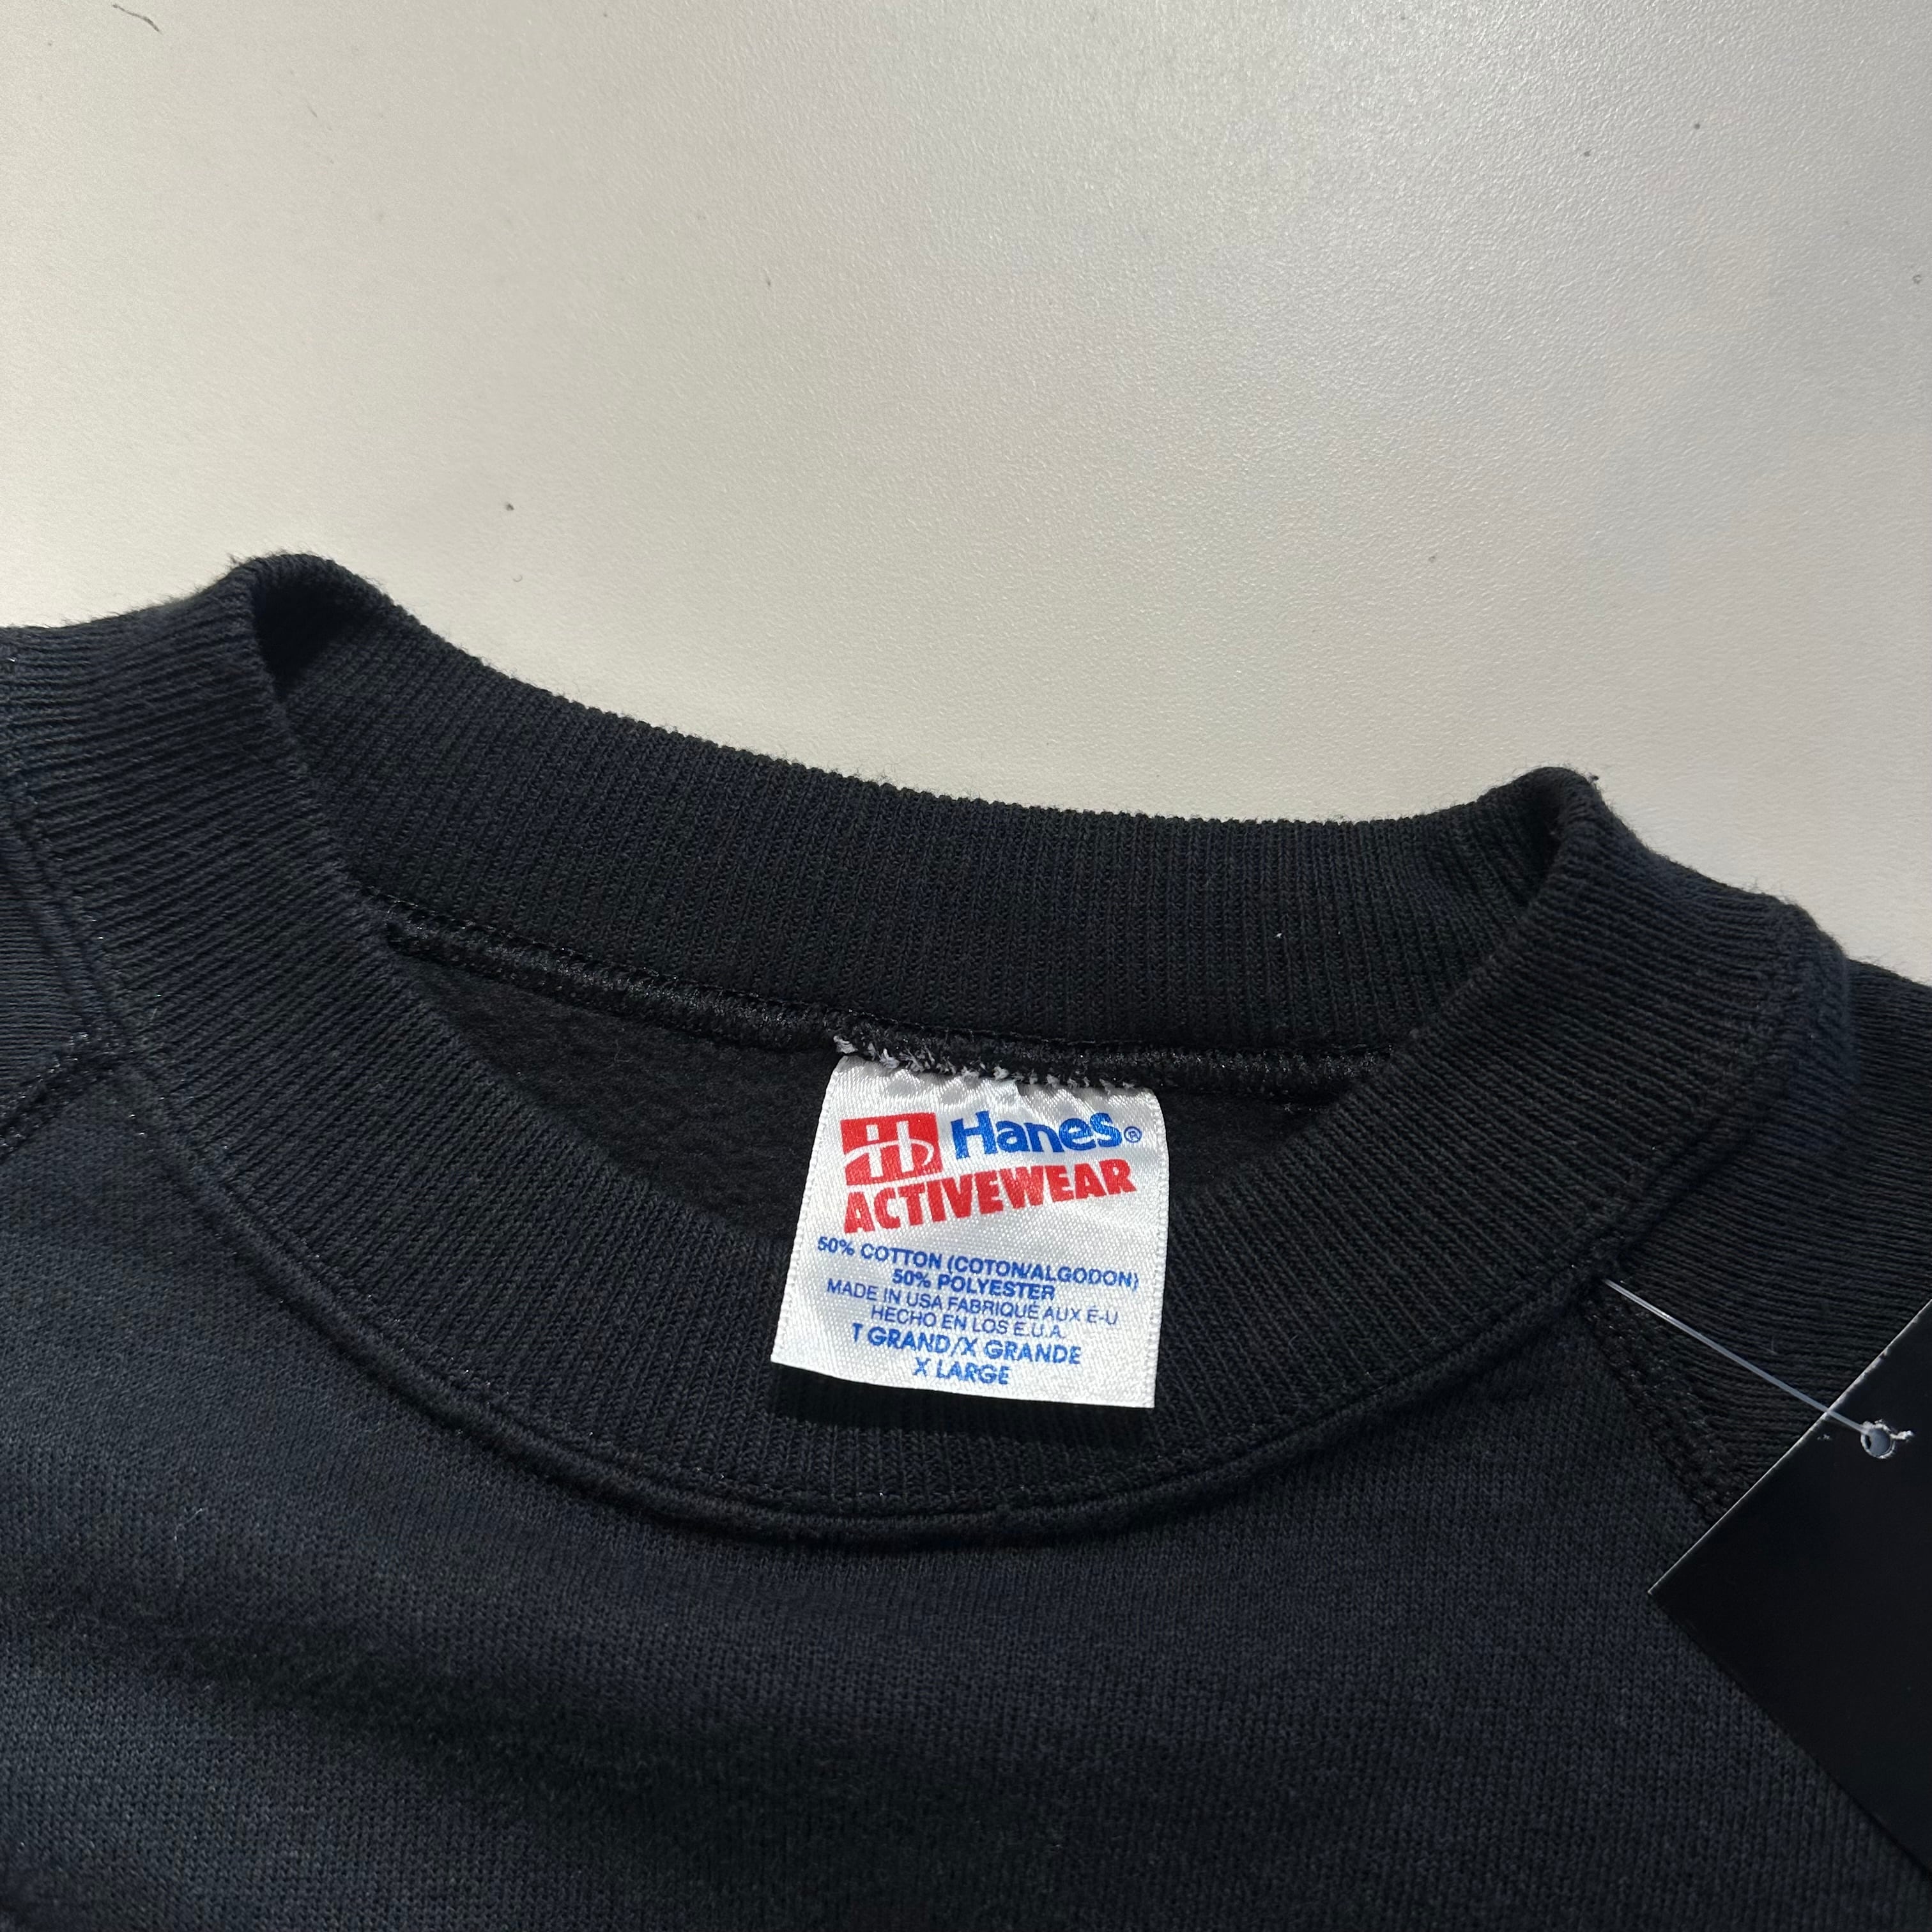 H Hanes®
ACTIVEWEAR
50% COTTON (COTON/ALGODON)
50% POLYESTER
MADE IN USA FABRIQUÉ AUX É-U
HECHO EN LOS E.U.A.
T GRAND/X GRANDE
X LARGE